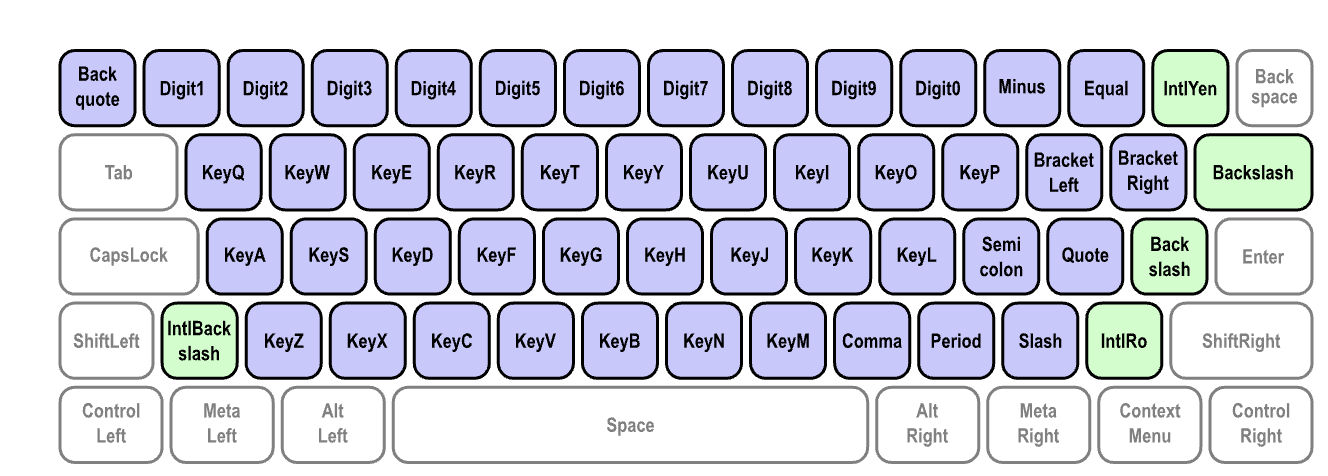 Back
quote
Digit1
Digit2
Digit3
Digit4
Digit5
Digit6
Digit7
Digit8
Digit9
Digit0
Minus
Equal
IntlYen
Back
space
Tab
KeyQ
KeyW
KeyE
KeyR
KeyT
KeyY
KeyU
KeyI
KeyO
KeyP
Bracket
Left
Bracket
Right
Backslash
CapsLock
KeyA
KeyS
KeyD
KeyF
KeyG
KeyH
KeyJ
KeyK
KeyL
Semi
colon
Quote
Back
slash
Enter
ShiftLeft
IntlBack
slash
KeyZ
KeyX
KeyC
KeyV
KeyB
KeyN
KeyM
Comma
Period
Slash
IntlRo
ShiftRight
Control
Left
Meta
Left
Alt
Left
Space
Alt
Right
Meta
Right
Context
Menu
Control
Right